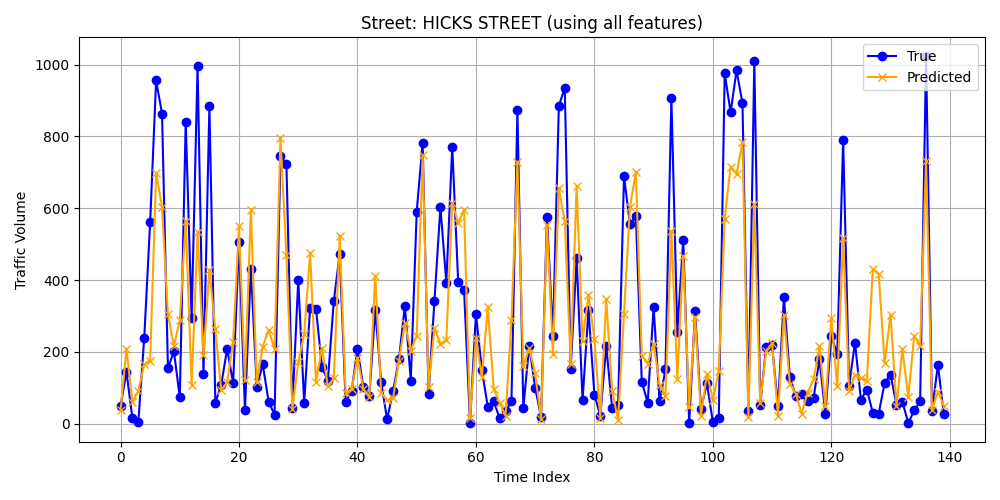 Street: HICKS STREET (using all features)
True
Predicted
Traffic Volume
1000
800
600
400
200
0
0 20 40 60 80 100 120 140
Time Index